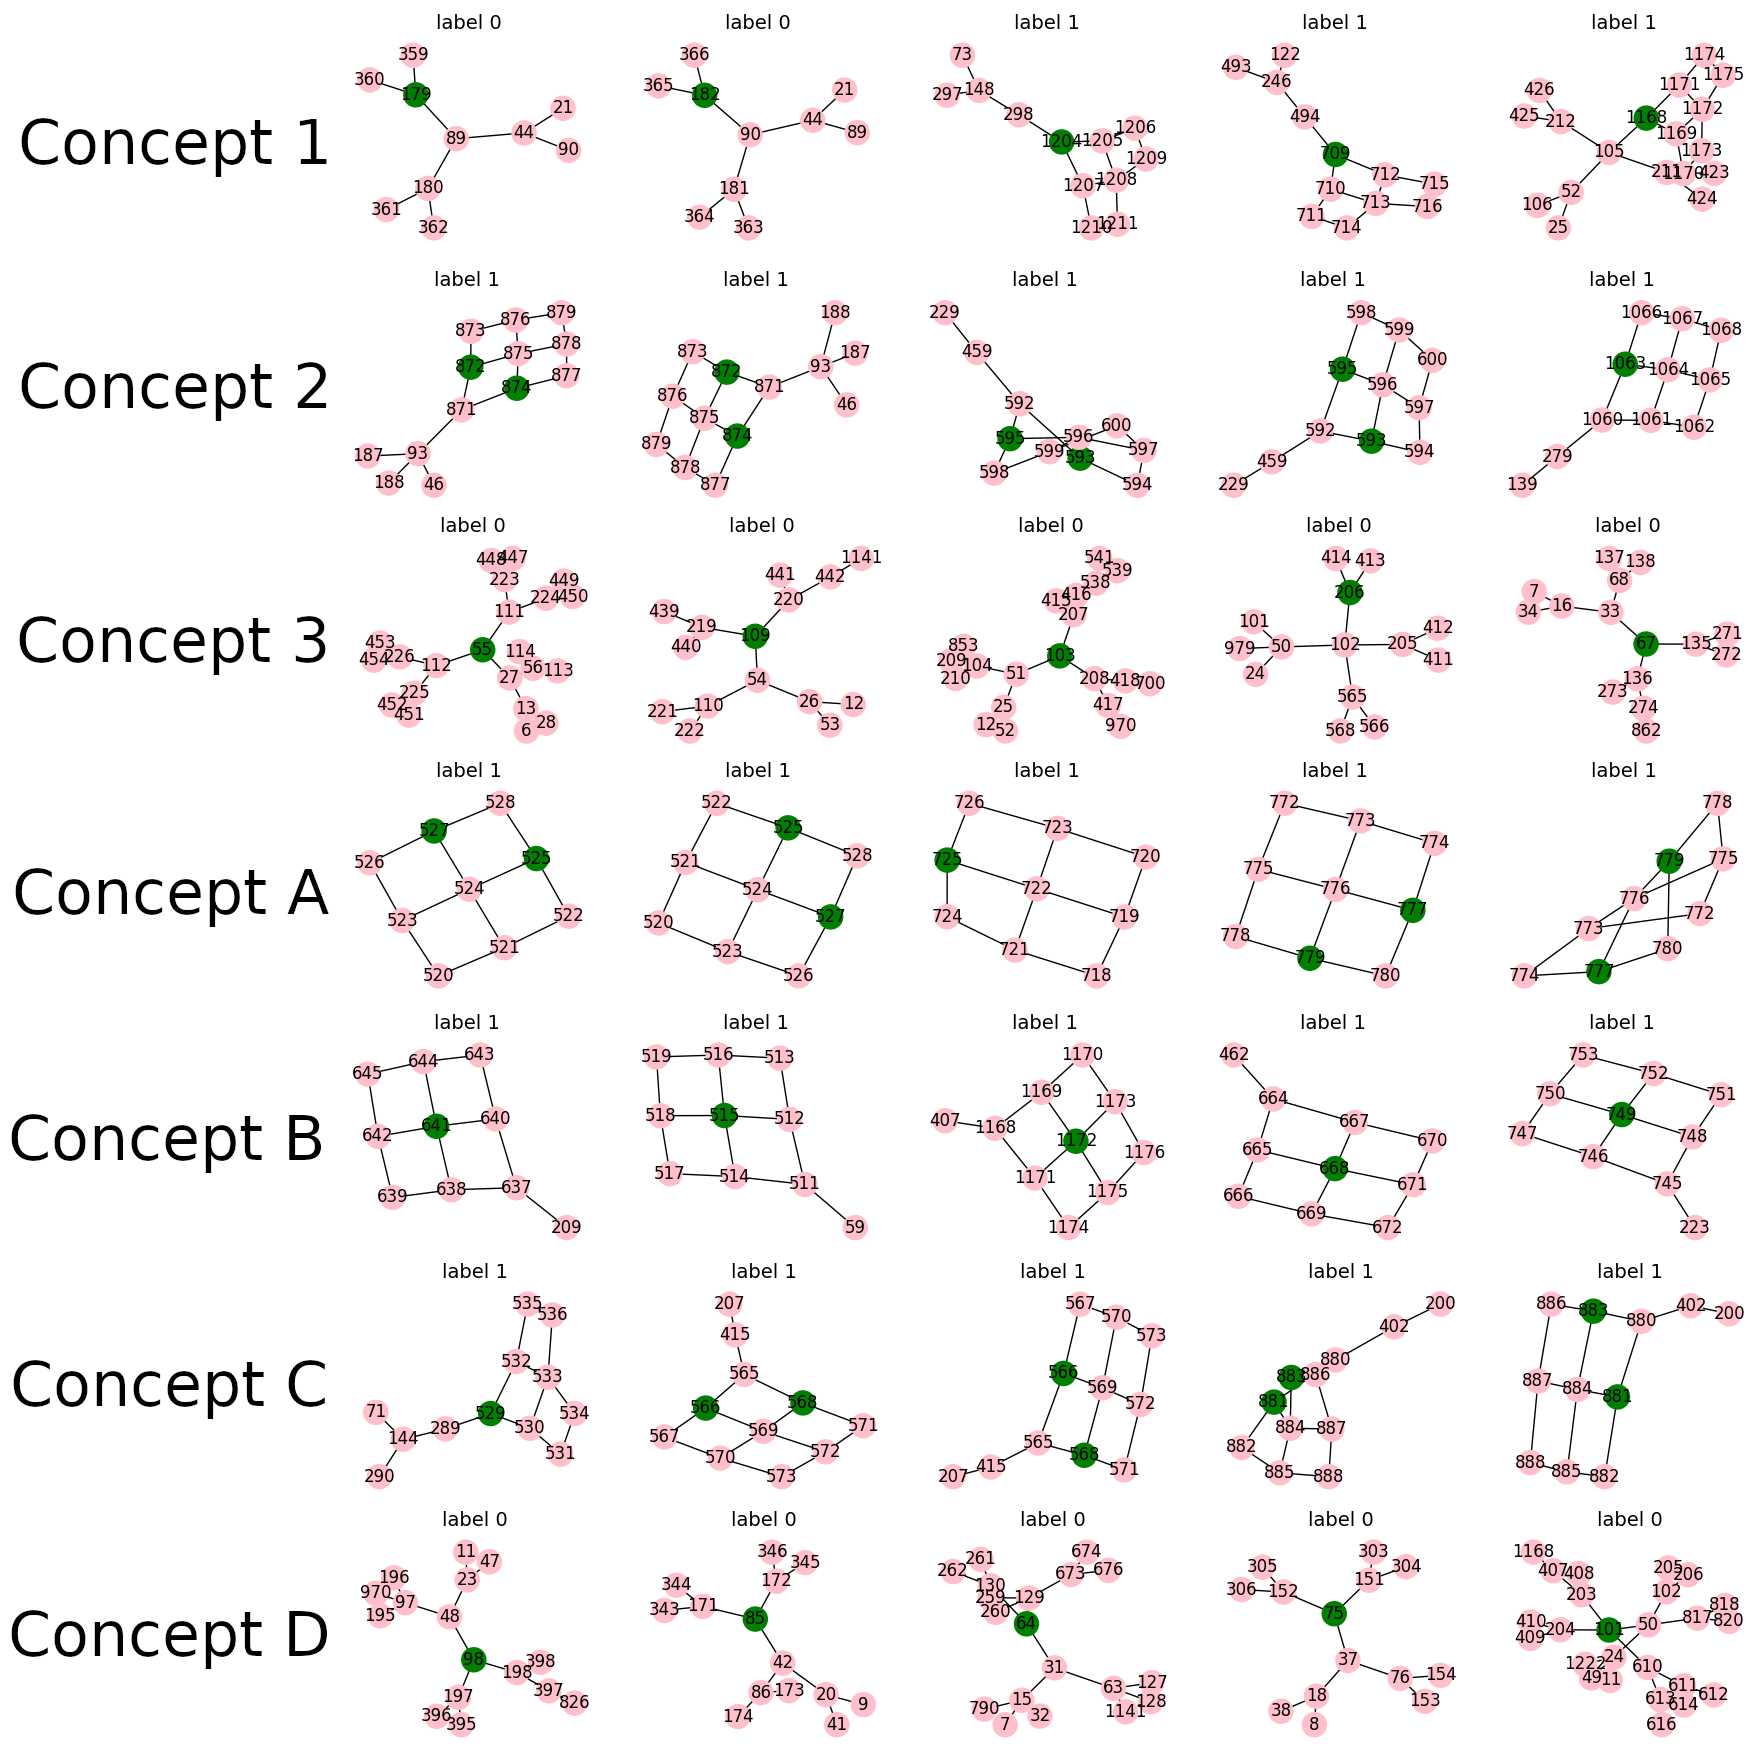 label 0 label 0 label 1 label 1 label 1
Concept 1
359 360 179 89 44 21 90 180 361 362
366 365 182 90 44 21 89 181 364 363
73 297 148 298 1204 1205 1206 1209 1207 1208 1210 1211
122 493 246 494 709 712 715 710 713 716 711 714
1174 1175 1171 426 425 212 1168 1172 1169 1173 105 211 1170 423 424 52 106 25
label 1 label 1 label 1 label 1 label 1
Concept 2
873 876 879 872 875 878 874 877 871 187 93 188 46
188 873 872 871 93 187 46 876 875 874 879 878 877
229 459 592 595 596 600 599 593 597 598 594
598 599 595 596 600 597 592 593 594 459 229
1066 1067 1068 1063 1064 1065 1060 1061 1062 279 139
label 0 label 0 label 0 label 0 label 0
Concept 3
448 447 223 449 224 450 111 453 454 226 112 55 114 56 113 27 225 452 451 13 6 28
1141 441 442 220 439 219 440 109 54 221 110 222 26 12 53
541 539 538 416 415 207 853 209 104 210 51 103 208 418 700 25 417 12 52 970
414 413 206 101 979 50 24 102 205 412 411 565 568 566
137 138 68 7 34 16 33 67 135 271 272 136 273 274 862
label 1 label 1 label 1 label 1 label 1
Concept A
528 527 525 526 524 523 522 521 520
522 525 528 521 524 527 520 523 526
726 723 720 725 722 719 724 721 718
772 773 774 775 776 777 778 779 780
778 779 775 776 772 773 780 774 777
label 1 label 1 label 1 label 1 label 1
Concept B
645 644 643 642 641 640 639 638 637 209
519 516 513 518 515 512 517 514 511 59
1170 1169 1173 407 1168 1172 1176 1171 1175 1174
462 664 667 670 665 668 671 666 669 672
753 752 751 750 749 748 747 746 745 223
label 1 label 1 label 1 label 1 label 1
Concept C
535 536 532 533 71 144 289 529 530 534 531 290
207 415 565 566 568 567 569 571 570 572 573
567 570 573 566 569 572 565 568 571 415 207
200 402 880 886 883 881 884 887 882 885 888
886 883 880 402 200 887 884 881 888 885 882
label 0 label 0 label 0 label 0 label 0
Concept D
11 47 23 196 970 97 195 48 98 198 398 197 397 826 396 395
346 345 172 344 343 171 85 42 86 173 174 20 9 41
674 676 673 261 262 130 259 129 260 64 31 63 127 128 1141 15 790 7 32
303 304 151 305 306 152 75 37 76 154 153 18 38 8
1168 407 408 203 205 206 102 818 817 820 410 409 204 101 50 24 1222 49 11 610 611 612 613 614 616